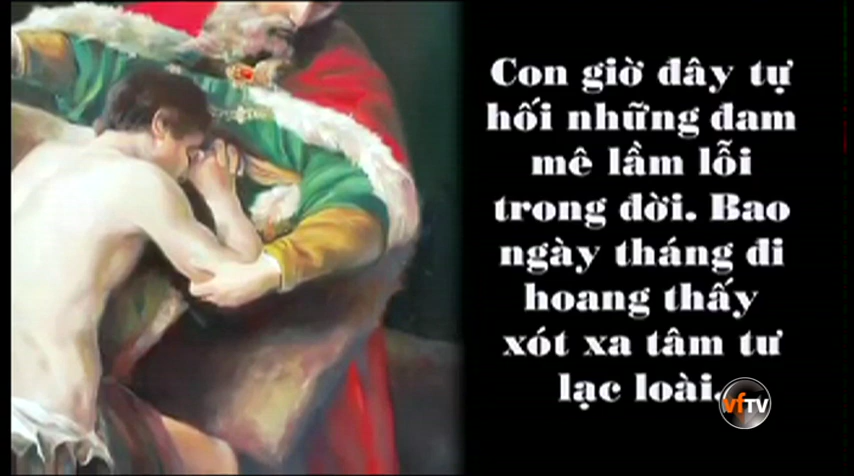 Con giờ đây tự
hối những đam
mê lầm lỗi
trong đời. Bao
ngày tháng đi
hoang thấy
xót xa tâm tư
lạc loài.
vfTV